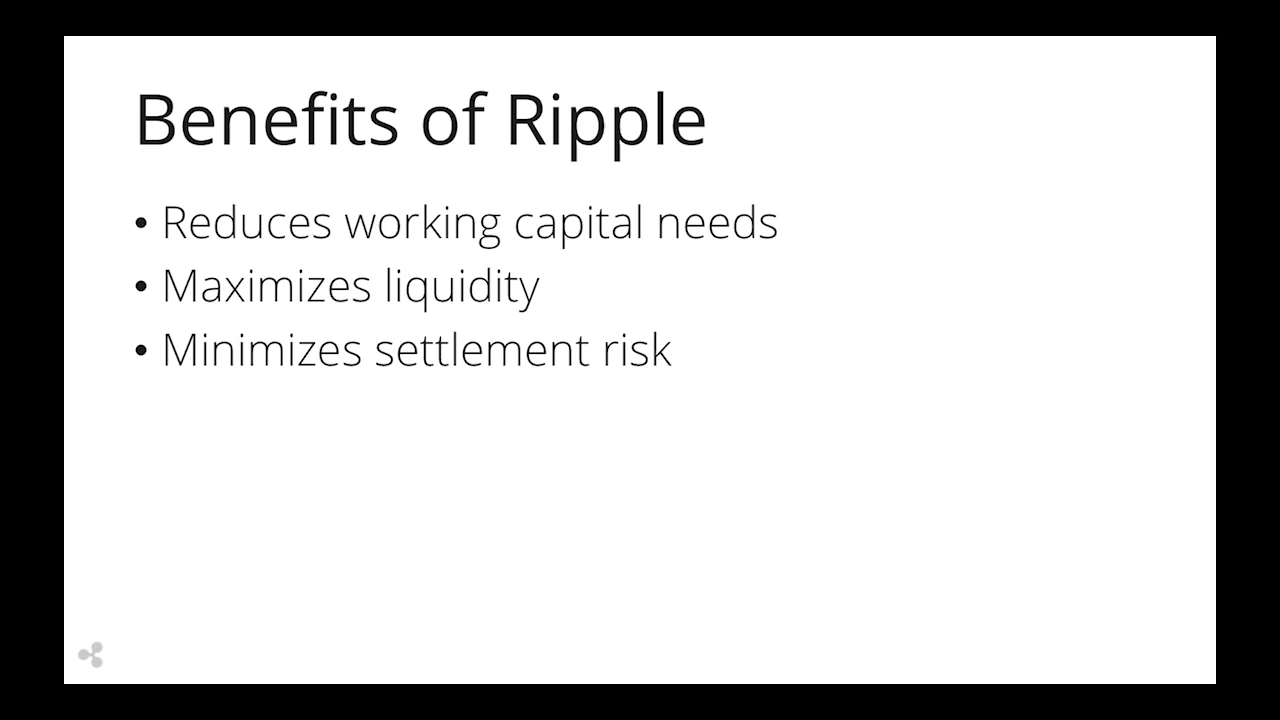 Benefits of Ripple
• Reduces working capital needs
• Maximizes liquidity
• Minimizes settlement risk